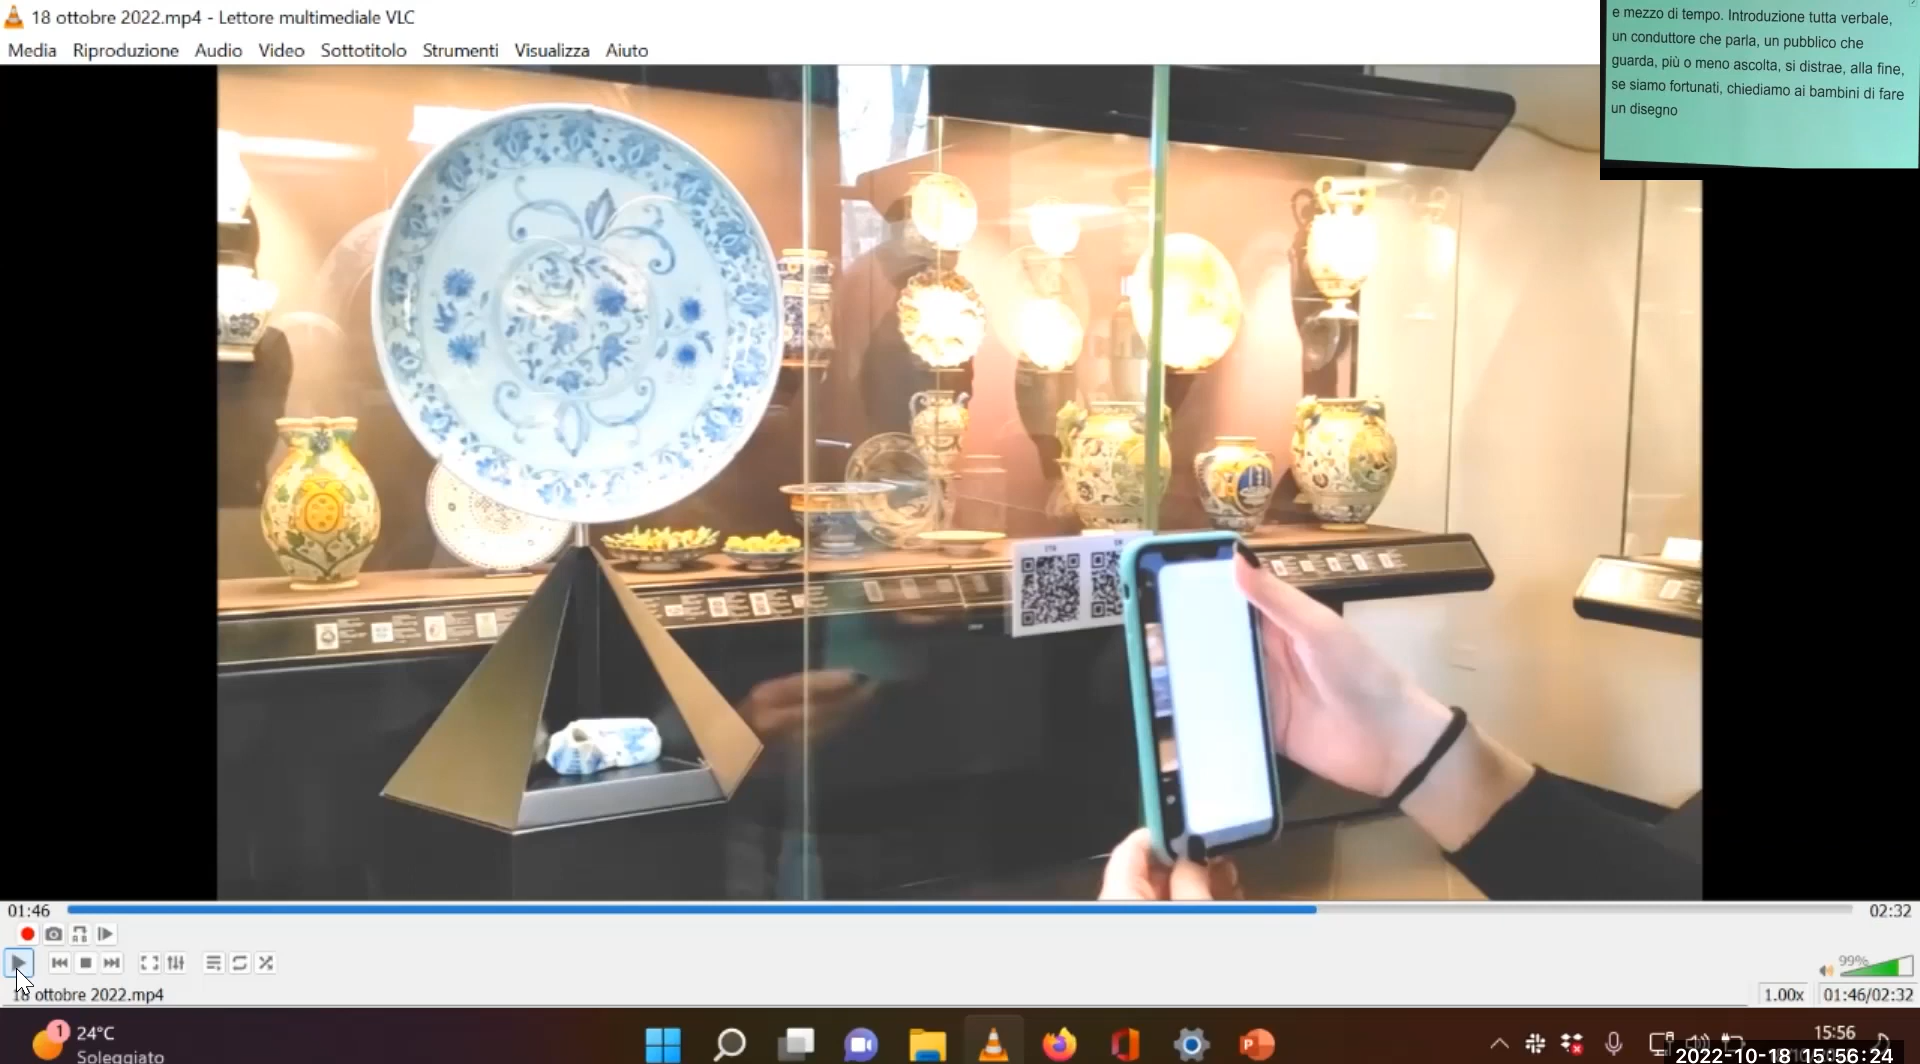 18 ottobre 2022.mp4 - Lettore multimediale VLC
Media Riproduzione Audio Video Sottotitolo Strumenti Visualizza Aiuto
e mezzo di tempo. Introduzione tutta verbale,
un conduttore che parla, un pubblico che
guarda, più o meno ascolta, si distrae, alla fine,
se siamo fortunati, chiediamo ai bambini di fare
un disegno
01:46
02:32
99%
18 ottobre 2022.mp4
1.00x
01:46/02:32
1
24°C
Soleggiato
15:56
2022-10-18 15:56:24